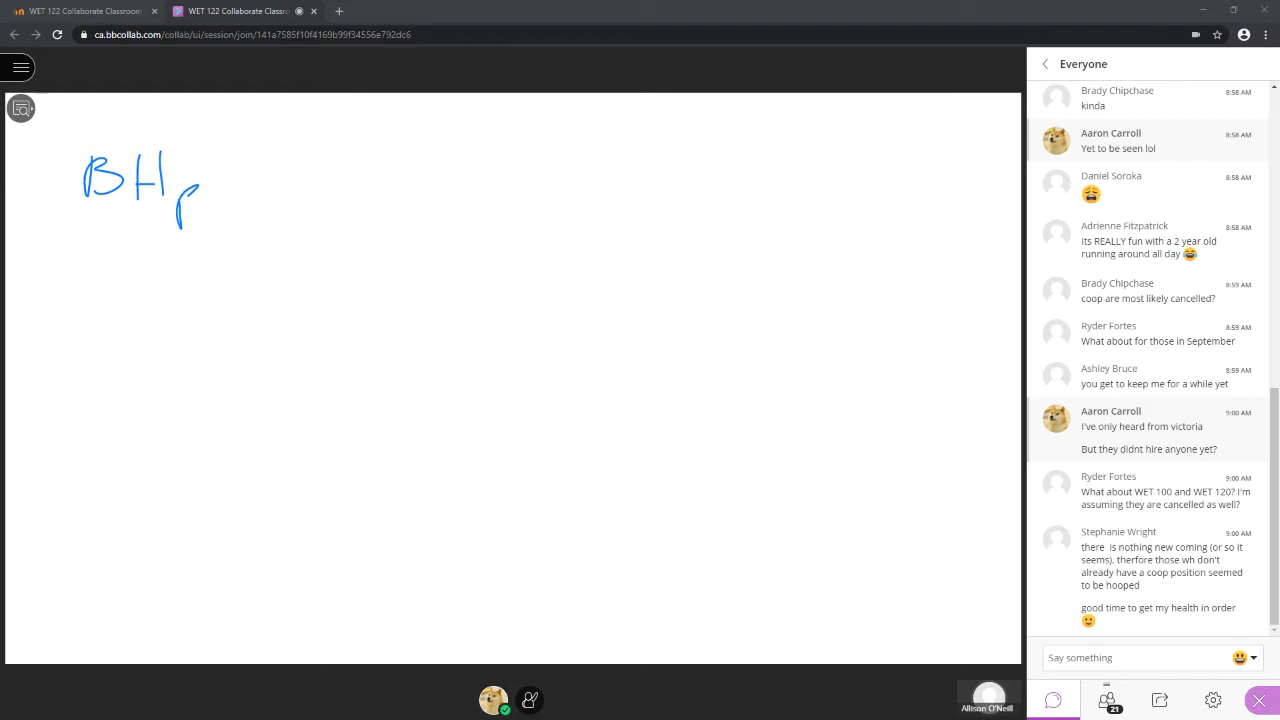 WET 122 Collaborate Classroom
WET 122 Collaborate Classro
ca.bbcollab.com/collab/ui/session/join/141a7585f10f4169b99f34556e792dc6
Everyone
BH
Brady Chipchase 8:58 AM
kinda
Aaron Carroll 8:58 AM
Yet to be seen lol
Daniel Soroka 8:58 AM
😩
Adrienne Fitzpatrick 8:58 AM
Its REALLY fun with a 2 year old
running around all day 😂
Brady Chipchase 8:59 AM
coop are most likely cancelled?
Ryder Fortes 8:59 AM
What about for those in September
Ashley Bruce 8:59 AM
you get to keep me for a while yet
Aaron Carroll 9:00 AM
I've only heard from victoria
But they didnt hire anyone yet?
Ryder Fortes 9:00 AM
What about WET 100 and WET 120? I'm
assuming they are cancelled as well?
Stephanie Wright 9:00 AM
there is nothing new coming (or so it
seems), therfore those wh don't
already have a coop position seemed
to be hooped
good time to get my health in order
🙂
Say something
21
Allison O'Neill